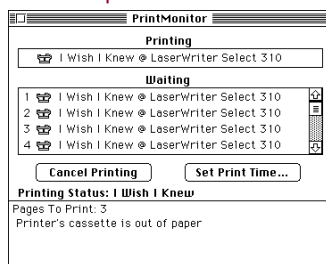 PrintMonitor
Printing
I Wish I Knew @ LaserWriter Select 310
Waiting
1 I Wish I Knew @ LaserWriter Select 310
2 I Wish I Knew @ LaserWriter Select 310
3 I Wish I Knew @ LaserWriter Select 310
4 I Wish I Knew @ LaserWriter Select 310
Cancel Printing Set Print Time...
Printing Status: I Wish I Knew
Pages To Print: 3
Printer's cassette is out of paper